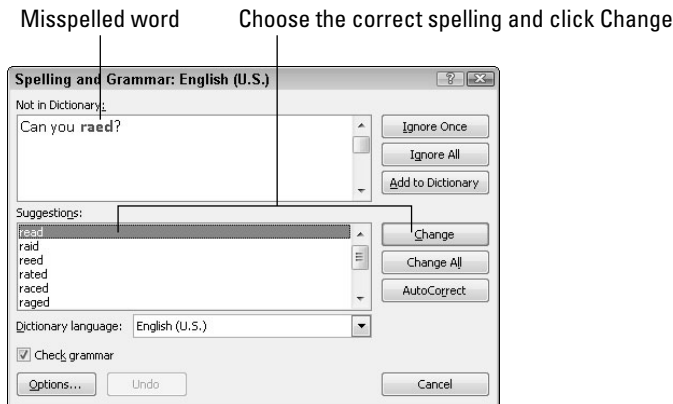 Misspelled word Choose the correct spelling and click Change
Spelling and Grammar: English (U.S.)
Not in Dictionary:
Can you raed?
Ignore Once
Ignore All
Add to Dictionary
Suggestions:
read
raid
reed
rated
raced
raged
Change
Change All
AutoCorrect
Dictionary language: English (U.S.)
Check grammar
Options... Undo Cancel